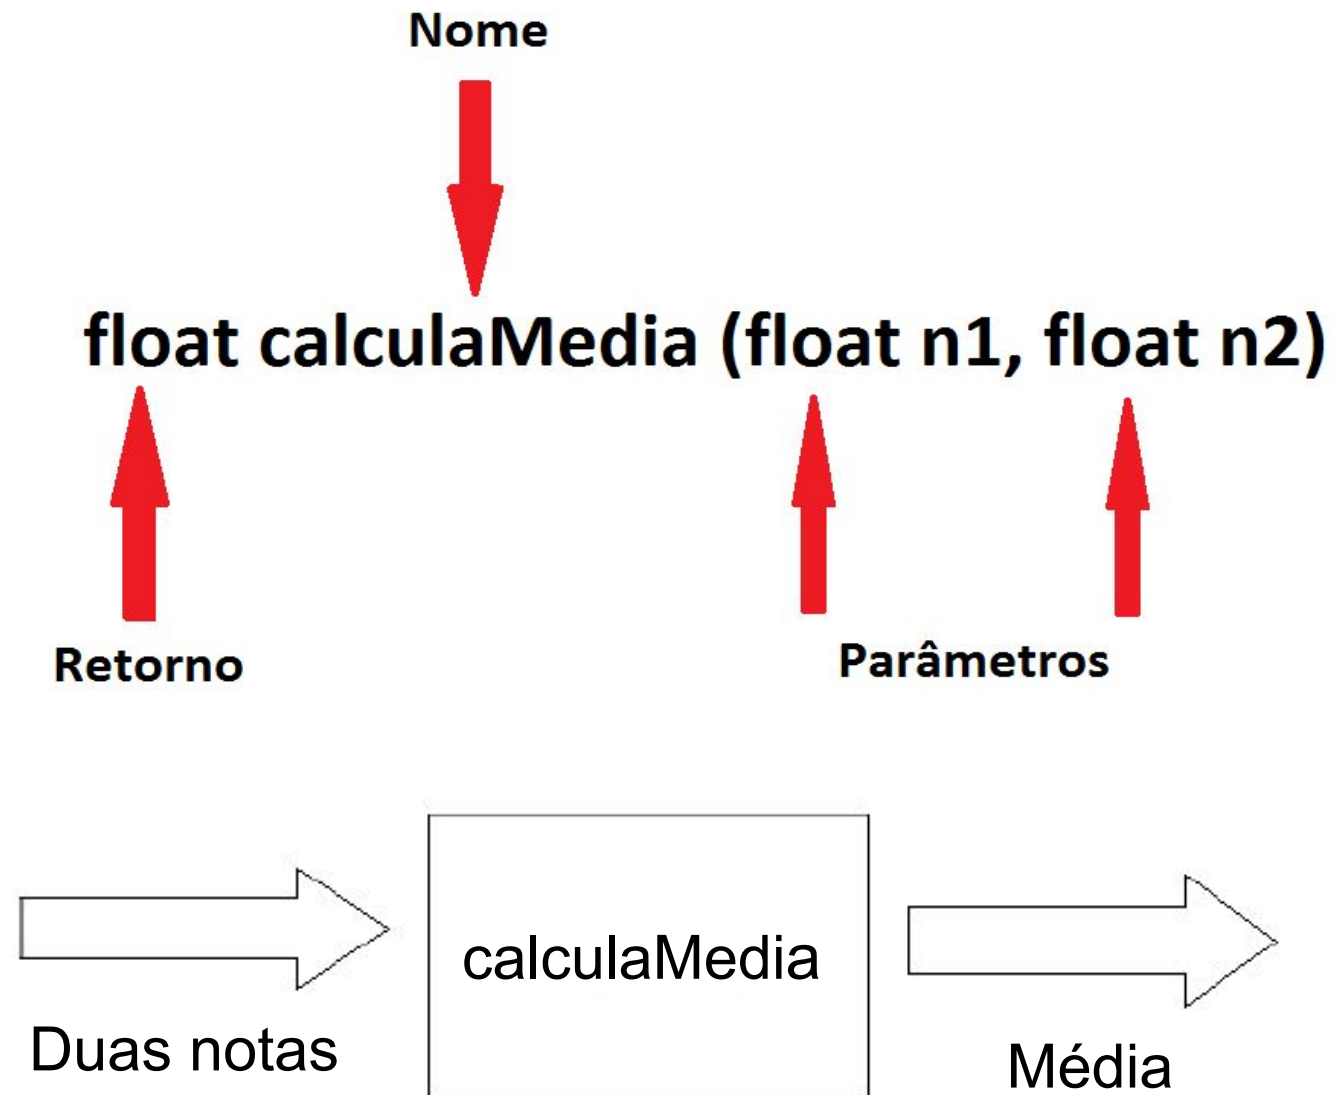 Nome
float calculaMedia (float n1, float n2)
Retorno
Parâmetros
calculaMedia
Duas notas
Média